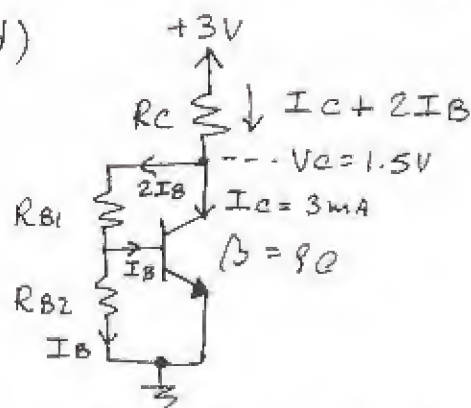 d)
+3V
RC
IC + 2IB
VC = 1.5V
2IB
IC = 3mA
RB1
IB
β = 90
RB2
IB